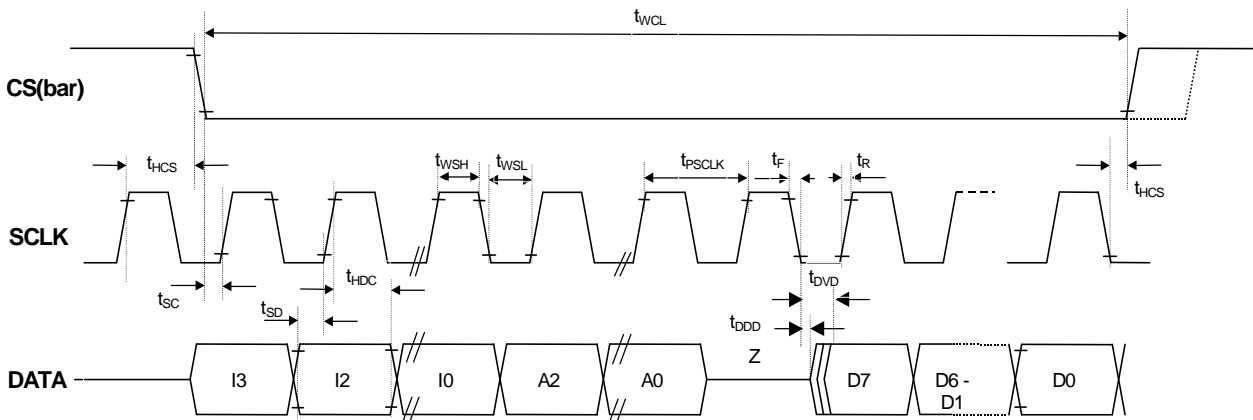 tWCL
CS(bar)
tHCS
tWSH
tWSL
tPSCLK
tF
tR
tHCS
SCLK
tSC
tSD
tHDC
tDVD
tDDD
DATA
I3
I2
I0
A2
A0
Z
D7
D6 -
D1
D0